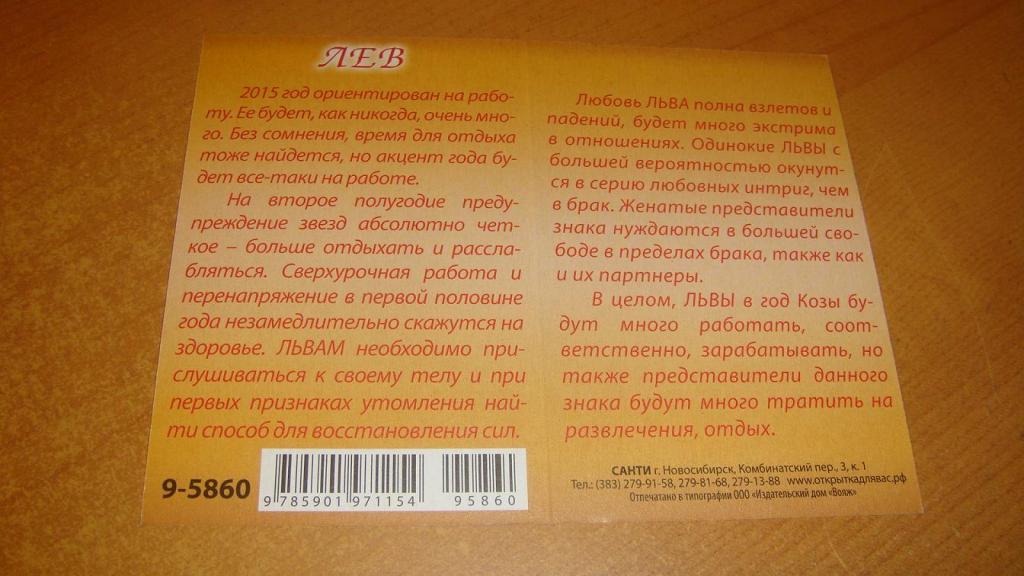 ЛЕВ
2015 год ориентирован на рабо-
ту. Ее будет, как никогда, очень мно-
го. Без сомнения, время для отдыха
тоже найдется, но акцент года бу-
дет все-таки на работе.
На второе полугодие преду-
преждение звезд абсолютно чет-
кое – больше отдыхать и рассла-
бляться. Сверхурочная работа и
перенапряжение в первой половине
года незамедлительно скажутся на
здоровье. ЛЬВАМ необходимо при-
слушиваться к своему телу и при
первых признаках утомления най-
ти способ для восстановления сил.
9-5860
9 785901 971154
95860
Любовь ЛЬВА полна взлетов и
падений, будет много экстрима
в отношениях. Одинокие ЛЬВЫ с
большей вероятностью окунут-
ся в серию любовных интриг, чем
в брак. Женатые представители
знака нуждаются в большей сво-
боде в пределах брака, также как
и их партнеры.
В целом, ЛЬВЫ в год Козы бу-
дут много работать, соот-
ветственно, зарабатывать, но
также представители данного
знака будут много тратить на
развлечения, отдых.
САНТИ г. Новосибирск, Комбинатский пер., 3, к. 1
Тел.: (383) 279-91-58, 279-81-68, 279-13-88 www.открыткадлявас.рф
Отпечатано в типографии ООО «Издательский дом «Вояж»